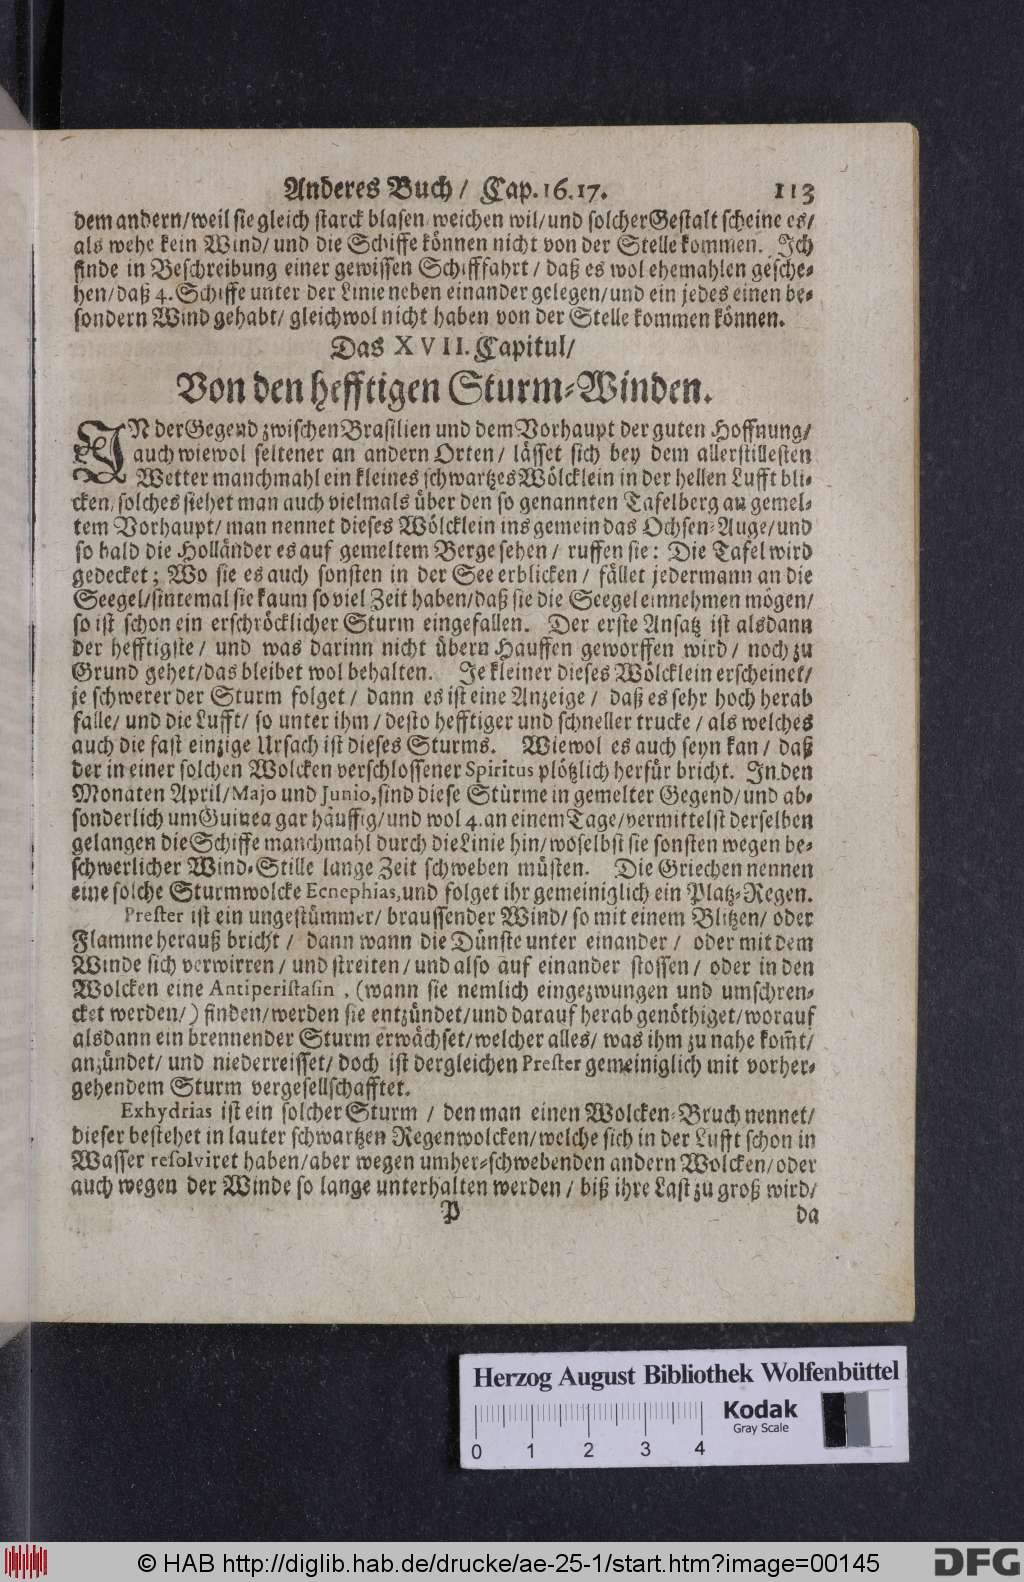 Anderes Buch / Cap. 16. 17. 113
dem andern / weil sie gleich starck blasen weichen wil / und solcher Gestalt scheine es /
als wehe kein Wind / und die Schiffe können nicht von der Stelle kommen. Ich
finde in Beschreibung einer gewissen Schifffahrt / daß es wol ehemahlen gesche-
hen / daß 4. Schiffe unter der Linie neben einander gelegen / und ein jedes einen be-
sondern Wind gehabt / gleichwol nicht haben von der Stelle kommen können.
Das XVII. Capitul /
Von den hefftigen Sturm-Winden.
IN der Gegend zwischen Brasilien und dem Vorhaupt der guten Hoffnung /
auch wiewol seltener an andern Orten / lässet sich bey dem allerstillesten
Wetter manchmahl ein kleines schwartzes Wölcklein in der hellen Lufft bli-
cken / solches siehet man auch vielmals über den so genannten Tafelberg an gemel-
tem Vorhaupt / man nennet dieses Wölcklein ins gemein das Ochsen-Auge / und
so bald die Holländer es auf gemeltem Berge sehen / ruffen sie: Die Tafel wird
gedecket; Wo sie es auch sonsten in der See erblicken / fället jedermann an die
Seegel / sintemal sie kaum so viel Zeit haben / daß sie die Seegel einnehmen mögen /
so ist schon ein erschröcklicher Sturm eingefallen. Der erste Ansatz ist alsdann
der hefftigste / und was darinn nicht übern Hauffen geworffen wird / noch zu
Grund gehet / das bleibet wol behalten. Je kleiner dieses Wölcklein erscheinet /
je schwerer der Sturm folget / dann es ist eine Anzeige / daß es sehr hoch herab
falle / und die Lufft / so unter ihm / desto hefftiger und schneller trucke / als welches
auch die fast einzige Ursach ist dieses Sturms. Wiewol es auch seyn kan / daß
der in einer solchen Wolcken verschlossener Spiritus plötzlich herfür bricht. In den
Monaten April / Majo und Junio, sind diese Stürme in gemelter Gegend / und ab-
sonderlich um Guinea gar häuffig / und wol 4. an einem Tage / vermittelst derselben
gelangen die Schiffe manchmahl durch die Linie hin / woselbst sie sonsten wegen be-
schwerlicher Wind-Stille lange Zeit schweben müsten. Die Griechen nennen
eine solche Sturmwolcke Ecnephias, und folget ihr gemeiniglich ein Platz-Regen.
Prester ist ein ungestümmer / braussender Wind / so mit einem Blitzen / oder
Flamme herauß bricht / dann wann die Dünste unter einander / oder mit dem
Winde sich verwirren / und streiten / und also auf einander stossen / oder in den
Wolcken eine Antiperistasin, (wann sie nemlich eingezwungen und umschren-
cket werden /) finden / werden sie entzündet / und darauf herab genöthiget / worauf
alsdann ein brennender Sturm erwächset / welcher alles / was ihm zu nahe kom̃t /
anzündet / und niederreisset / doch ist dergleichen Prester gemeiniglich mit vorher-
gehendem Sturm vergesellschafftet.
Exhydrias ist ein solcher Sturm / den man einen Wolcken-Bruch nennet /
dieser bestehet in lauter schwartzen Regenwolcken / welche sich in der Lufft schon in
Wasser resolviret haben / aber wegen umher-schwebenden andern Wolcken / oder
auch wegen der Winde so lange unterhalten werden / biß ihre Last zu groß wird /
P da
Herzog August Bibliothek Wolfenbüttel
Kodak
Gray Scale
0 1 2 3 4
© HAB http://diglib.hab.de/drucke/ae-25-1/start.htm?image=00145
DFG